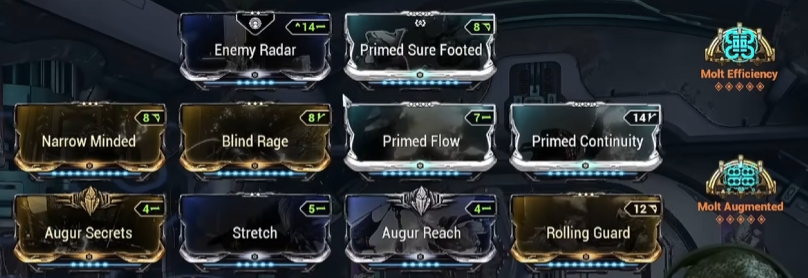 14
Enemy Radar
8
Primed Sure Footed
Molt Efficiency
8
Narrow Minded
8
Blind Rage
7
Primed Flow
14
Primed Continuity
4
Augur Secrets
5
Stretch
4
Augur Reach
12
Rolling Guard
Molt Augmented